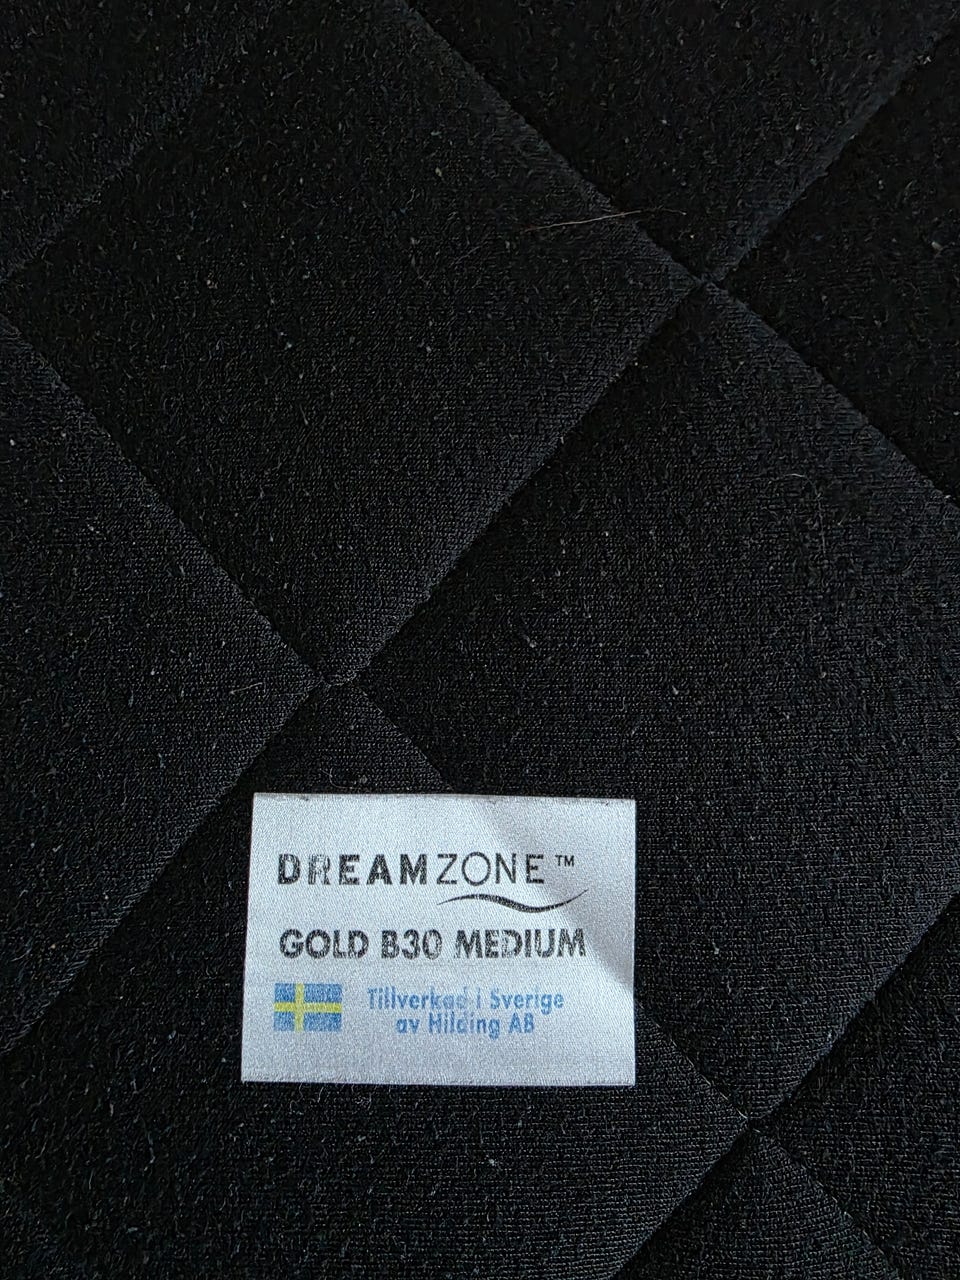 DREAMZONE™
GOLD B30 MEDIUM
Tillverkad i Sverige
av Hilding AB